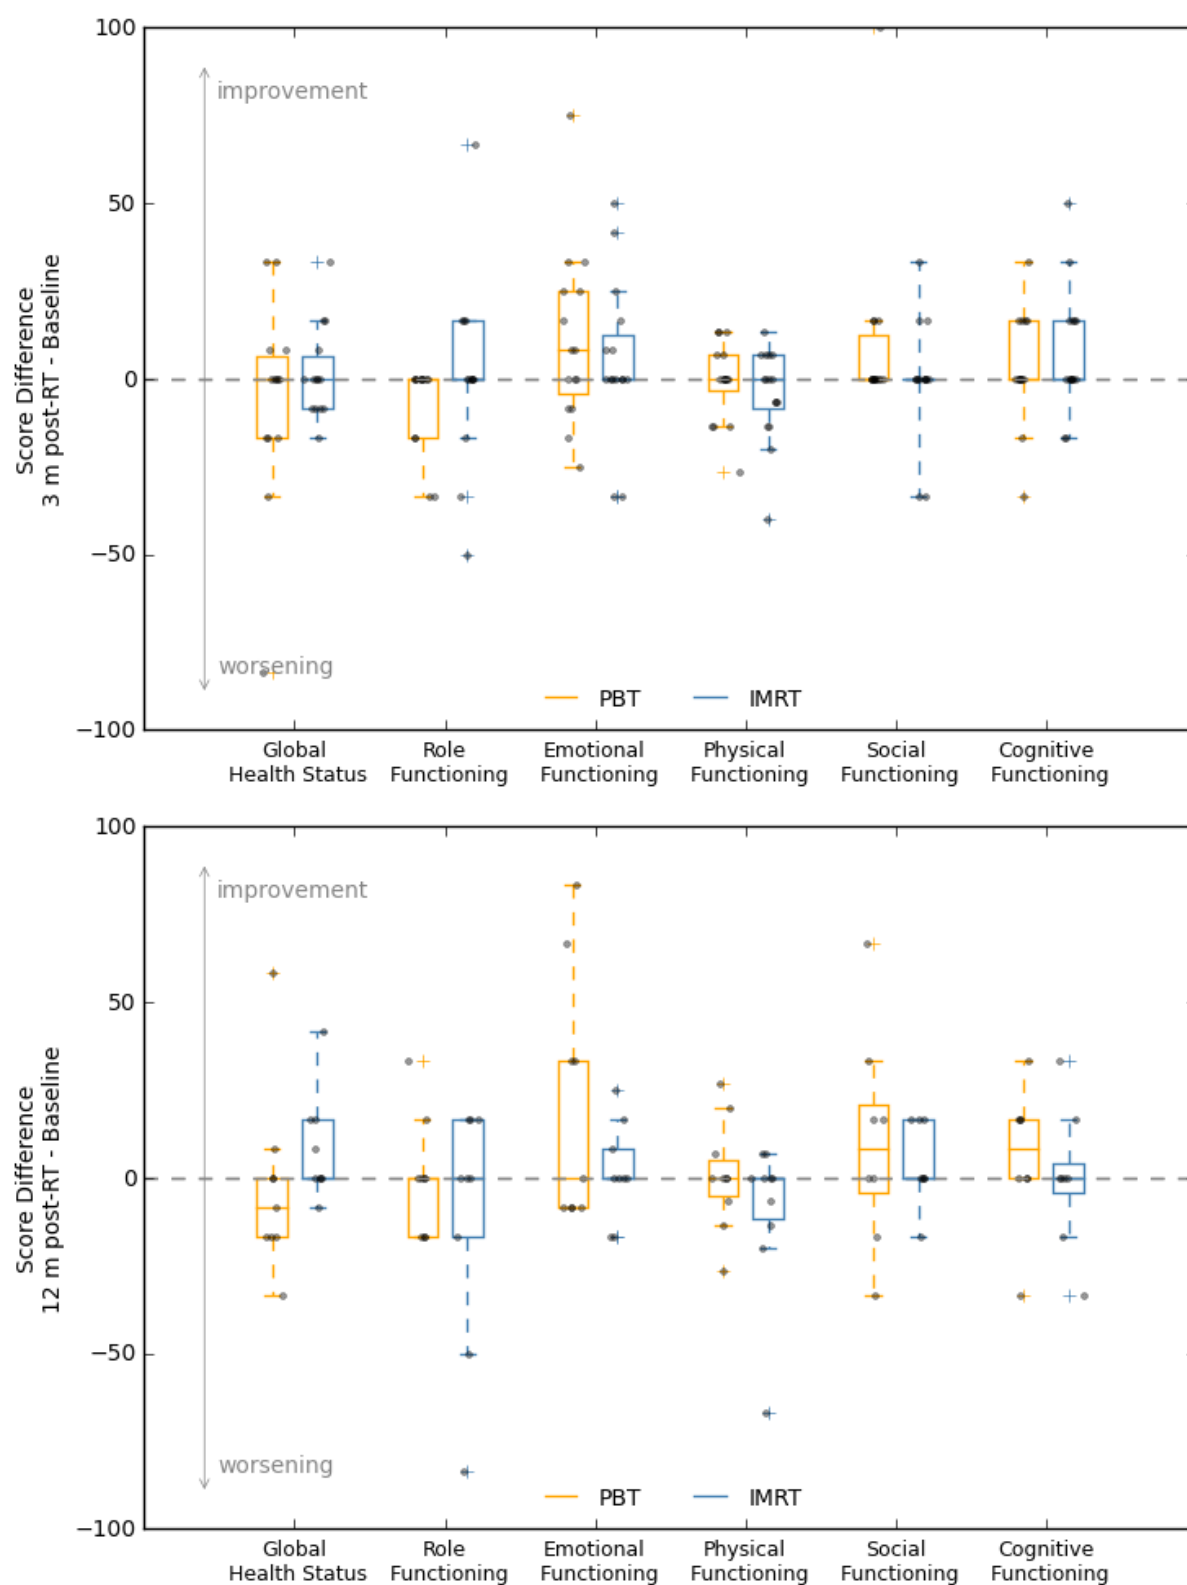 100
50
0
−50
−100
Score Difference
3 m post-RT - Baseline
improvement
worsening
PBT IMRT
Global Health Status
Role Functioning
Emotional Functioning
Physical Functioning
Social Functioning
Cognitive Functioning
100
50
0
−50
−100
Score Difference
12 m post-RT - Baseline
improvement
worsening
PBT IMRT
Global Health Status
Role Functioning
Emotional Functioning
Physical Functioning
Social Functioning
Cognitive Functioning